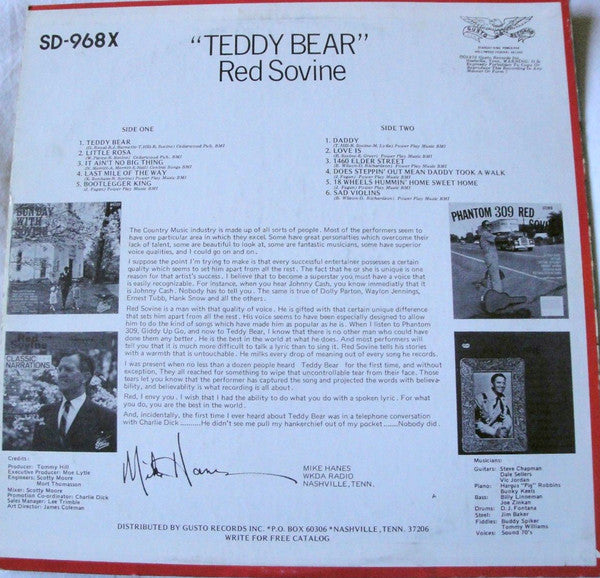 SD-968X
"TEDDY BEAR"
Red Sovine
GUSTO RECORDS
SIDE ONE
1. TEDDY BEAR
2. LITTLE ROSA
3. IT AIN'T NO BIG THING
4. LAST MILE OF THE WAY
5. BOOTLEGGER KING
(J. Fagan) Power Play Music BMI
SIDE TWO
1. DADDY
2. LOVE IS
3. 1460 ELDER STREET
4. DOES STEPPIN' OUT MEAN DADDY TOOK A WALK
(J. Fagan) Power Play Music BMI
5. 18 WHEELS HUMMIN' HOME SWEET HOME
6. SAD VIOLINS
SUNDAY
WITH
PHANTOM 309 RED
SOVINE
The Country Music industry is made up of all sorts of people. Most of the performers seem to
have one particular area in which they excel. Some have great personalities which overcome their
lack of talent, some are beautiful to look at, some are fantastic musicians, some have superior
voice qualities, and I could go on and on.
I suppose the point I'm trying to make is that every successful entertainer posesses a certain
quality which seems to set him apart from all the rest. The fact that he or she is unique is one
reason for that artist's success. I believe that to become a superstar you must have a voice that
is easily recognizable. For instance, when you hear Johnny Cash, you know immediatly that it
is Johnny Cash. Nobody has to tell you. The same is true of Dolly Parton, Waylon Jennings,
Ernest Tubb, Hank Snow and all the others.
Red Sovine is a man with that quality of voice. He is gifted with that certain unique difference
that sets him apart from all the rest. His voice seems to have been especially designed to allow
him to do the kind of songs which have made him as popular as he is. When I listen to Phantom
309, Giddy Up Go, and now to Teddy Bear, I know that there is no other man who could have
done them any better. He is the best in the world at what he does. And most performers will
tell you that it is much more difficult to talk a lyric than to sing it. Red Sovine tells his stories
with a warmth that is untouchable. He milks every drop of meaning out of every song he records.
I was present when no less than a dozen people heard Teddy Bear for the first time, and without
exception, They all reached for something to wipe that uncontrollable tear from their face. Those
tears let you know that the performer has captured the song and projected the words with believa-
bility, and believability is what recording is all about.
Red, I envy you. I wish that I had the ability to do what you do with a spoken lyric. For what
you do, you are the best in the world.
And, incidentally, the first time I ever heard about Teddy Bear was in a telephone conversation
with Charlie Dick ..........He didn't see me pull my hankerchief out of my pocket .....Nobody did.
Red
CLASSIC
NARRATIONS
Credits:
Producer: Tommy Hill
Executive Producer: Moe Lytle
Engineers: Scotty Moore
Mort Thomasson
Mixer: Scotty Moore
Promotion Co-ordinator: Charlie Dick
Sales Manager: Lee Trimble
Art Director: James Coleman
Mike Hanes
MIKE HANES
WKDA RADIO
NASHVILLE, TENN.
Musicians:
Guitars: Steve Chapman
Dale Sellers
Vic Jordan
Piano: Hargus "Pig" Robbins
Bunky Keels
Bass: Billy Linneman
Joe Zinkan
Drums: D.J. Fontana
Steel: Jim Baker
Fiddles: Buddy Spiker
Tommy Williams
Voices: Sound 70's
DISTRIBUTED BY GUSTO RECORDS INC. *P.O. BOX 60306 *NASHVILLE, TENN. 37206
WRITE FOR FREE CATALOG